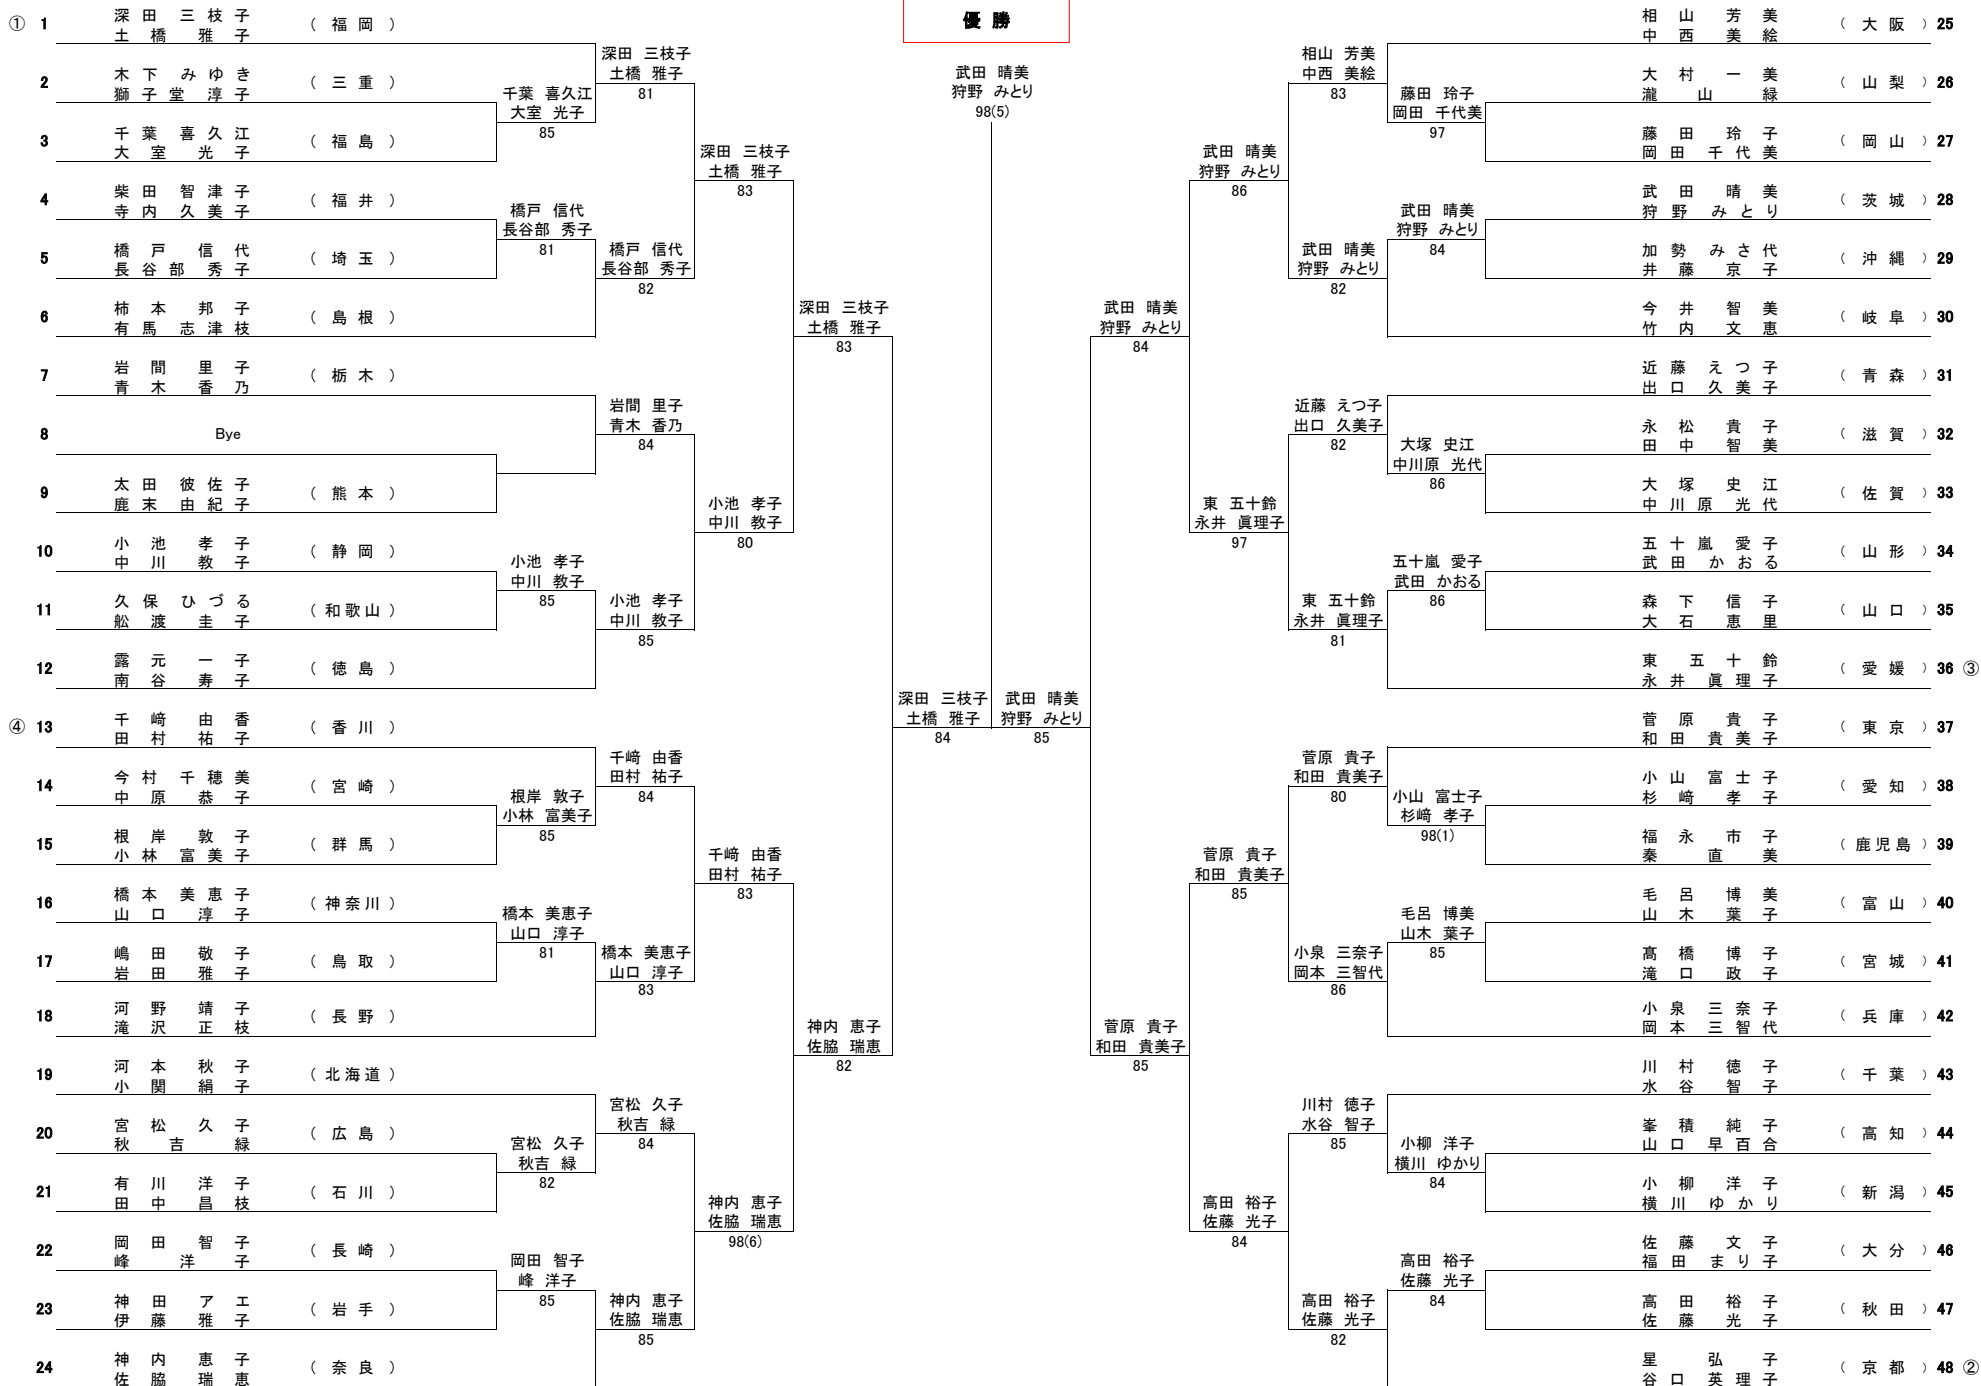 優勝
武田 晴美
狩野 みとり
98(5)
① 1 深田 三枝子 (福岡)
土橋 雅子
2 木下 みゆき (三重)
獅子堂 淳子
3 千葉 喜久江 (福島)
大室 光子
4 柴田 智津子 (福井)
寺内 久美子
5 橋戸 信代 (埼玉)
長谷部 秀子
6 柿本 邦子 (島根)
有馬 志津枝
7 岩間 里子 (栃木)
青木 香乃
8 Bye
9 太田 彼佐子 (熊本)
鹿末 由紀子
10 小池 孝子 (静岡)
中川 教子
11 久保 ひづる (和歌山)
舩渡 圭子
12 露元 一子 (徳島)
南谷 寿子
④ 13 千﨑 由香 (香川)
田村 祐子
14 今村 千穂美 (宮崎)
中原 恭子
15 根岸 敦子 (群馬)
小林 富美子
16 橋本 美恵子 (神奈川)
山口 淳子
17 嶋田 敬子 (鳥取)
岩田 雅子
18 河野 靖子 (長野)
滝沢 正枝
19 河本 秋子 (北海道)
小関 絹子
20 宮松 久子 (広島)
秋吉 緑
21 有川 洋子 (石川)
田中 昌枝
22 岡田 智子 (長崎)
峰 洋子
23 神田 アエ (岩手)
伊藤 雅子
24 神内 恵子 (奈良)
佐脇 瑞恵
千葉 喜久江
大室 光子
85
橋戸 信代
長谷部 秀子
81
小池 孝子
中川 教子
85
根岸 敦子
小林 富美子
85
橋本 美恵子
山口 淳子
81
宮松 久子
秋吉 緑
82
岡田 智子
峰 洋子
85
深田 三枝子
土橋 雅子
81
橋戸 信代
長谷部 秀子
82
岩間 里子
青木 香乃
84
小池 孝子
中川 教子
85
千﨑 由香
田村 祐子
84
橋本 美恵子
山口 淳子
83
宮松 久子
秋吉 緑
84
神内 恵子
佐脇 瑞恵
85
深田 三枝子
土橋 雅子
83
小池 孝子
中川 教子
80
千﨑 由香
田村 祐子
83
神内 恵子
佐脇 瑞恵
98(6)
深田 三枝子
土橋 雅子
83
神内 恵子
佐脇 瑞恵
82
深田 三枝子
土橋 雅子
84
武田 晴美
狩野 みとり
85
武田 晴美
狩野 みとり
84
菅原 貴子
和田 貴美子
85
武田 晴美
狩野 みとり
86
東 五十鈴
永井 眞理子
97
菅原 貴子
和田 貴美子
85
高田 裕子
佐藤 光子
84
相山 芳美
中西 美絵
83
武田 晴美
狩野 みとり
82
近藤 えつ子
出口 久美子
82
東 五十鈴
永井 眞理子
81
菅原 貴子
和田 貴美子
80
小泉 三奈子
岡本 三智代
86
川村 徳子
水谷 智子
85
高田 裕子
佐藤 光子
82
藤田 玲子
岡田 千代美
97
武田 晴美
狩野 みとり
84
大塚 史江
中川原 光代
86
五十嵐 愛子
武田 かおる
86
小山 富士子
杉﨑 孝子
98(1)
毛呂 博美
山木 葉子
85
小柳 洋子
横川 ゆかり
84
高田 裕子
佐藤 光子
84
相山 芳美 (大阪) 25
中西 美絵
大村 一美 (山梨) 26
瀧山 緑
藤田 玲子 (岡山) 27
岡田 千代美
武田 晴美 (茨城) 28
狩野 みとり
加勢 みさ代 (沖縄) 29
井藤 京子
今井 智美 (岐阜) 30
竹内 文恵
近藤 えつ子 (青森) 31
出口 久美子
永松 貴子 (滋賀) 32
田中 智美
大塚 史江 (佐賀) 33
中川原 光代
五十嵐 愛子 (山形) 34
武田 かおる
森下 信子 (山口) 35
大石 恵里
東 五十鈴 (愛媛) 36 ③
永井 眞理子
菅原 貴子 (東京) 37
和田 貴美子
小山 富士子 (愛知) 38
杉﨑 孝子
福永 市子 (鹿児島) 39
秦 直美
毛呂 博美 (富山) 40
山木 葉子
髙橋 博子 (宮城) 41
滝口 政子
小泉 三奈子 (兵庫) 42
岡本 三智代
川村 徳子 (千葉) 43
水谷 智子
峯積 純子 (高知) 44
山口 早百合
小柳 洋子 (新潟) 45
横川 ゆかり
佐藤 文子 (大分) 46
福田 まり子
高田 裕子 (秋田) 47
佐藤 光子
星 弘子 (京都) 48 ②
谷口 英理子